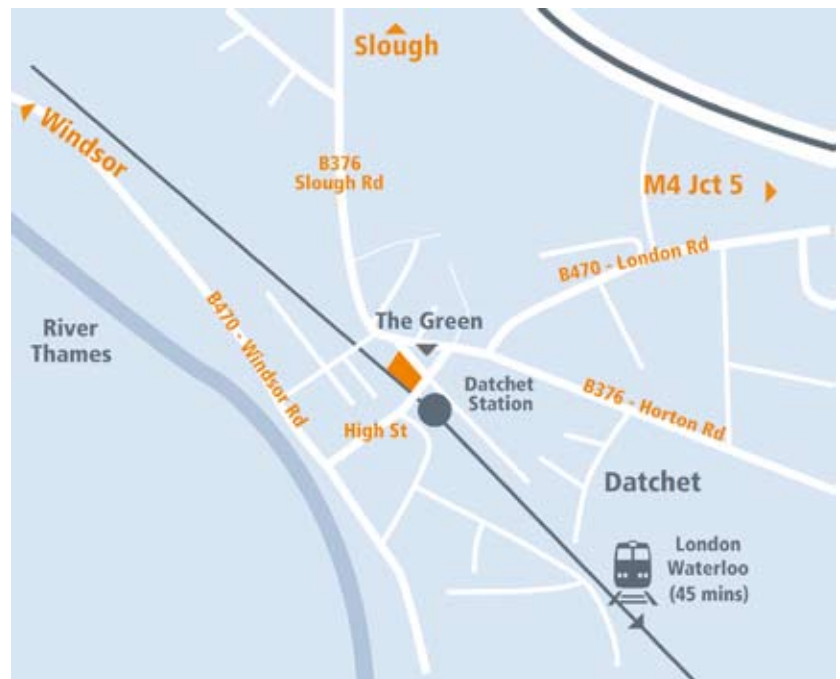 Slough
Windsor
B376
Slough Rd
M4 Jct 5
B470 - London Rd
River
Thames
B470 - Windsor Rd
The Green
Datchet
Station
B376 - Horton Rd
High St
Datchet
London
Waterloo
(45 mins)